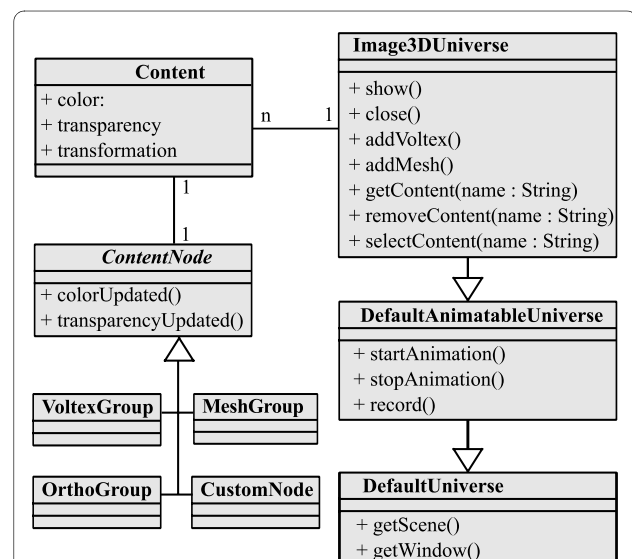 Content
+ color:
+ transparency
+ transformation
n
1
Image3DUniverse
+ show()
+ close()
+ addVoltex()
+ addMesh()
+ getContent(name : String)
+ removeContent(name : String)
+ selectContent(name : String)
1
1
ContentNode
+ colorUpdated()
+ transparencyUpdated()
DefaultAnimatableUniverse
+ startAnimation()
+ stopAnimation()
+ record()
VoltexGroup
MeshGroup
OrthoGroup
CustomNode
DefaultUniverse
+ getScene()
+ getWindow()